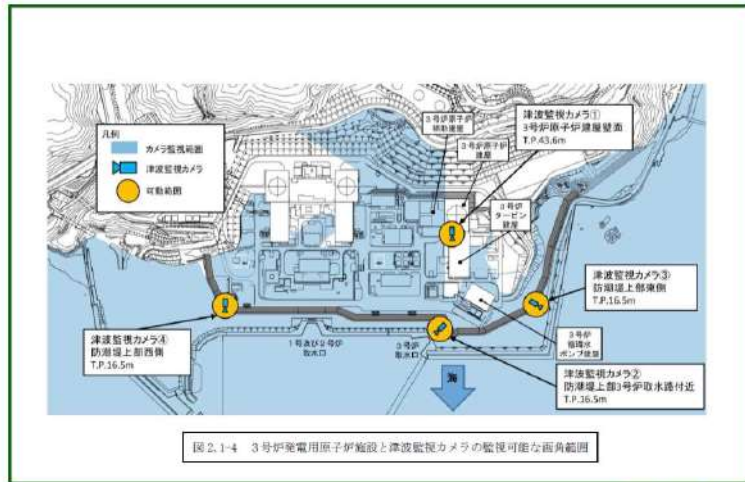 凡例
カメラ監視範囲
津波監視カメラ
可動範囲
3号炉原子炉
補助建屋
3号炉原子炉
建屋
津波監視カメラ①
3号炉原子炉建屋壁面
T.P.43.6m
3号炉
タービン
建屋
津波監視カメラ③
防潮堤上部東側
T.P.16.5m
津波監視カメラ④
防潮堤上部西側
T.P.16.5m
1号及び2号炉
取水口
3号炉
取水口
3号炉
循環水
ポンプ建屋
海
津波監視カメラ②
防潮堤上部3号炉取水路付近
T.P.16.5m
図2.1-4 3号炉発電用原子炉施設と津波監視カメラの監視可能な画角範囲